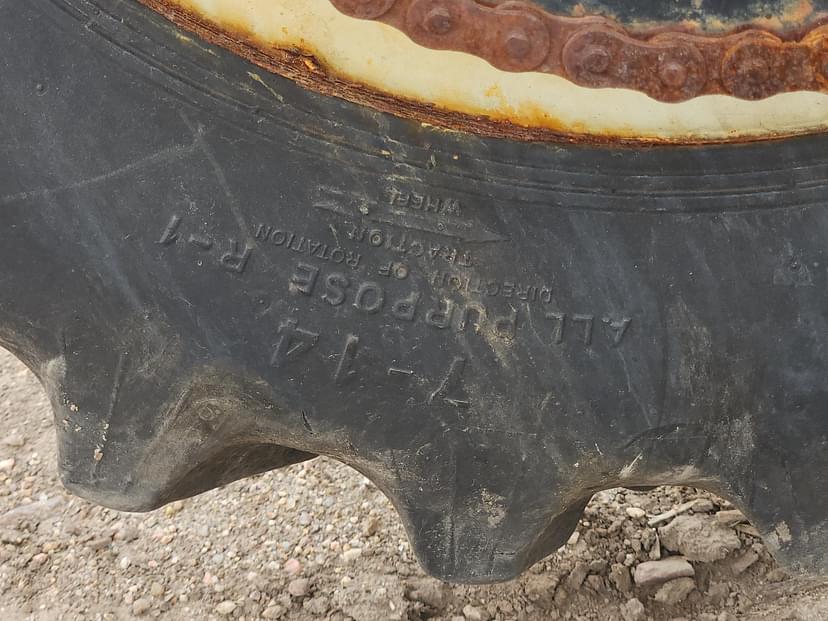 7-14
ALL PURPOSE R-1
DIRECTION OF ROTATION
TRACTION
WHEEL